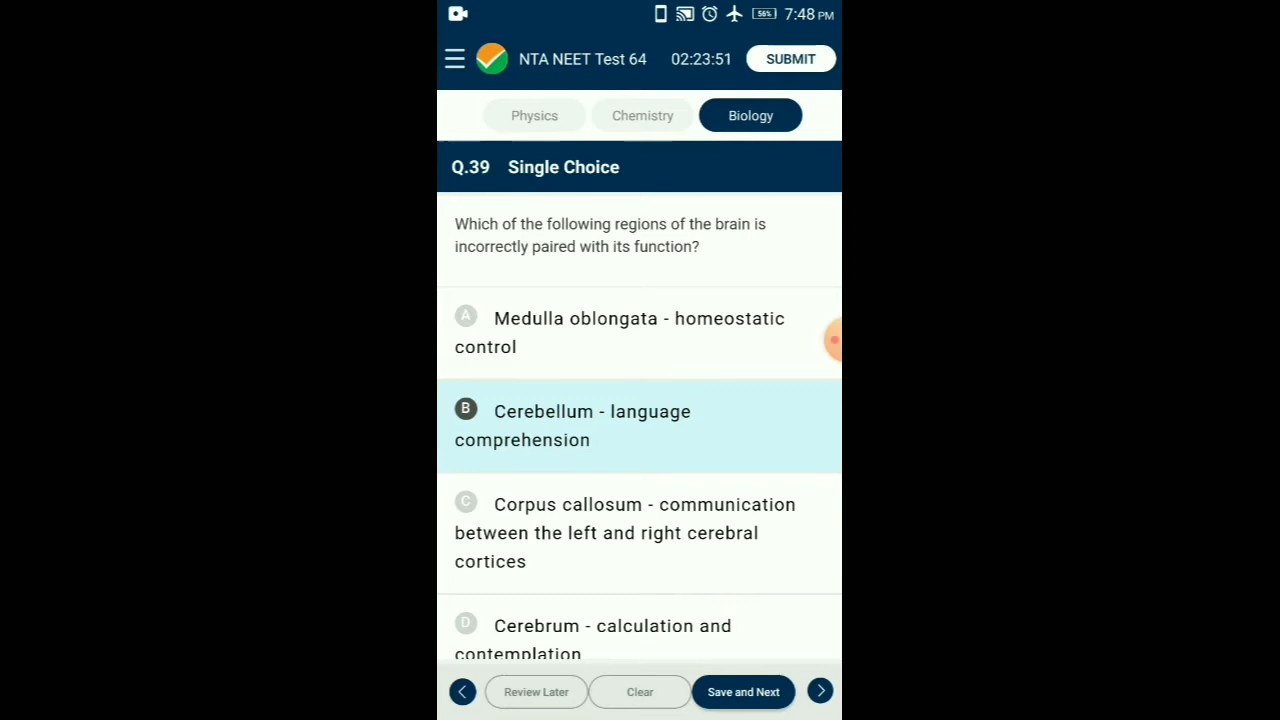 56% 7:48 PM
NTA NEET Test 64 02:23:51 SUBMIT
Physics Chemistry Biology
Q.39 Single Choice
Which of the following regions of the brain is
incorrectly paired with its function?
A Medulla oblongata - homeostatic
control
B Cerebellum - language
comprehension
C Corpus callosum - communication
between the left and right cerebral
cortices
D Cerebrum - calculation and
contemplation
Review Later Clear Save and Next